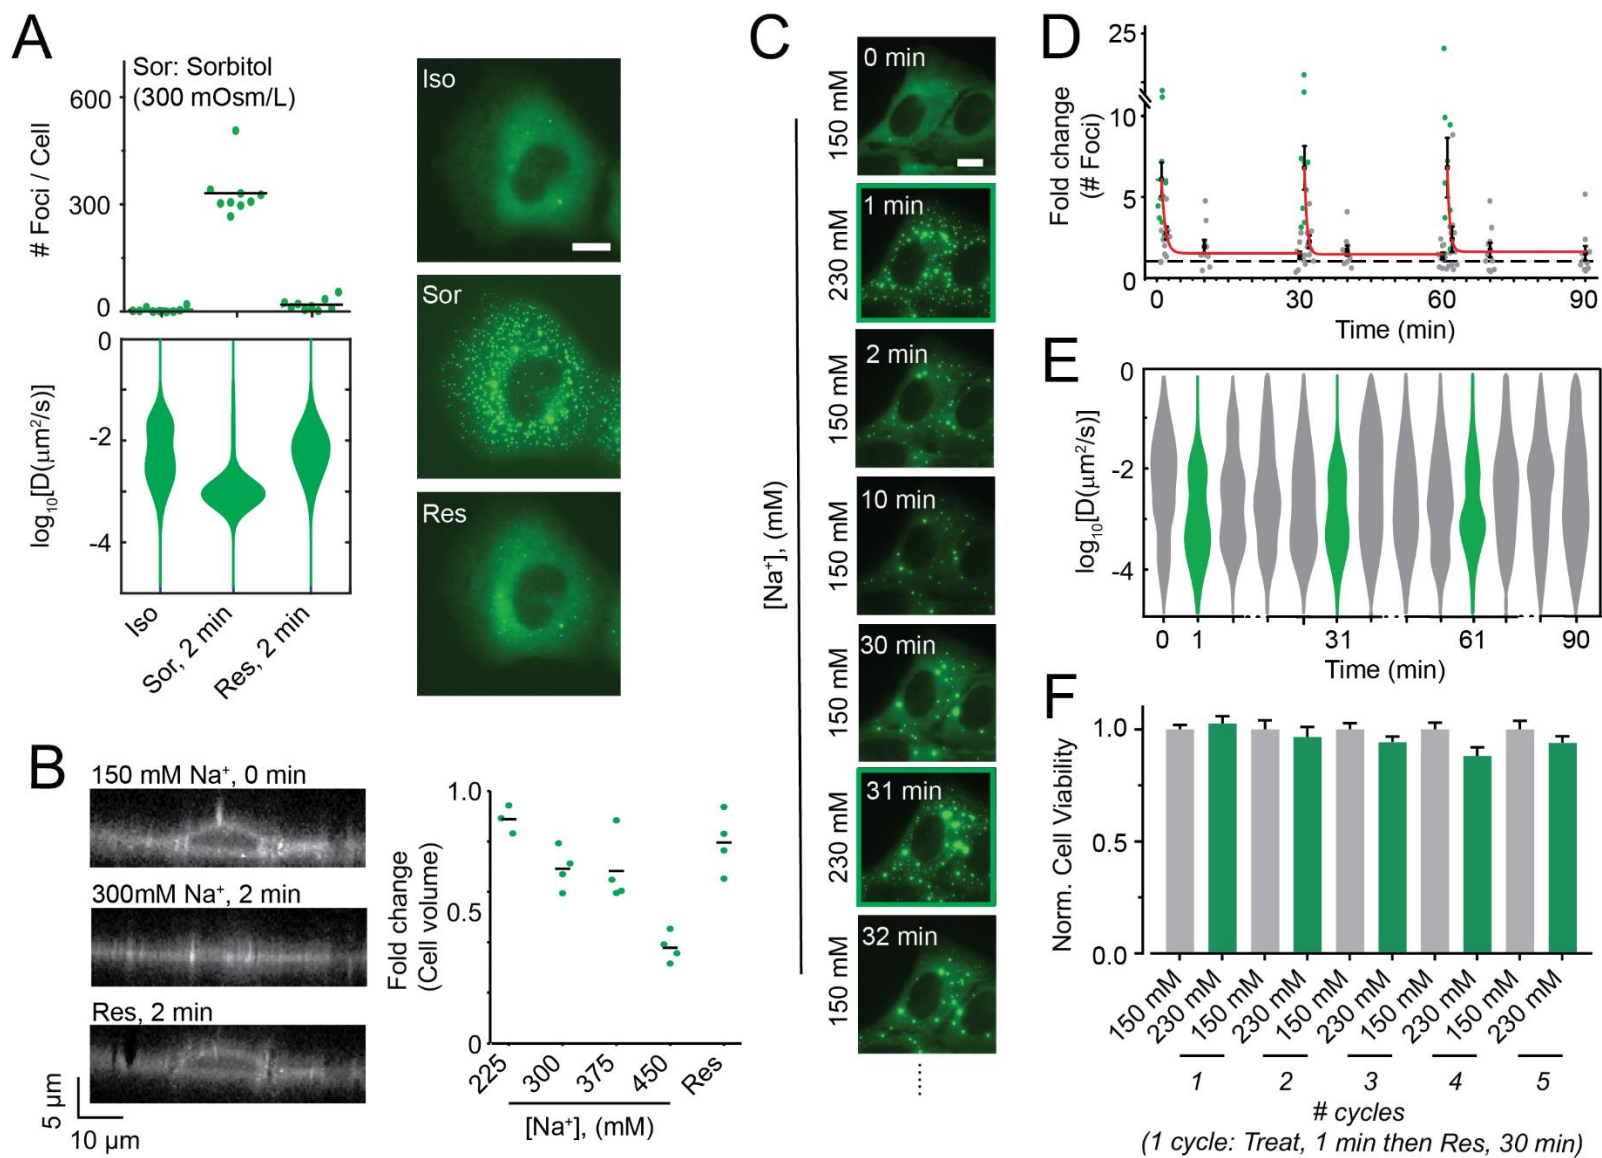 A
Sor: Sorbitol
(300 mOsm/L)
# Foci / Cell
600
300
0
log₁₀[D(μm²/s)]
0
-2
-4
Iso
Sor, 2 min
Res, 2 min
Iso
Sor
Res
B
150 mM Na⁺, 0 min
300mM Na⁺, 2 min
Res, 2 min
5 μm
10 μm
Fold change
(Cell volume)
1.0
0.5
0
225
300
375
450
Res
[Na⁺], (mM)
C
[Na⁺], (mM)
150 mM
0 min
230 mM
1 min
150 mM
2 min
150 mM
10 min
150 mM
30 min
230 mM
31 min
150 mM
32 min
D
Fold change
(# Foci)
25
10
5
0
0
30
60
90
Time (min)
E
log₁₀[D(μm²/s)]
0
-2
-4
0
1
31
61
90
Time (min)
F
Norm. Cell Viability
1.0
0.5
0.0
150 mM
230 mM
150 mM
230 mM
150 mM
230 mM
150 mM
230 mM
150 mM
230 mM
1
2
3
4
5
# cycles
(1 cycle: Treat, 1 min then Res, 30 min)